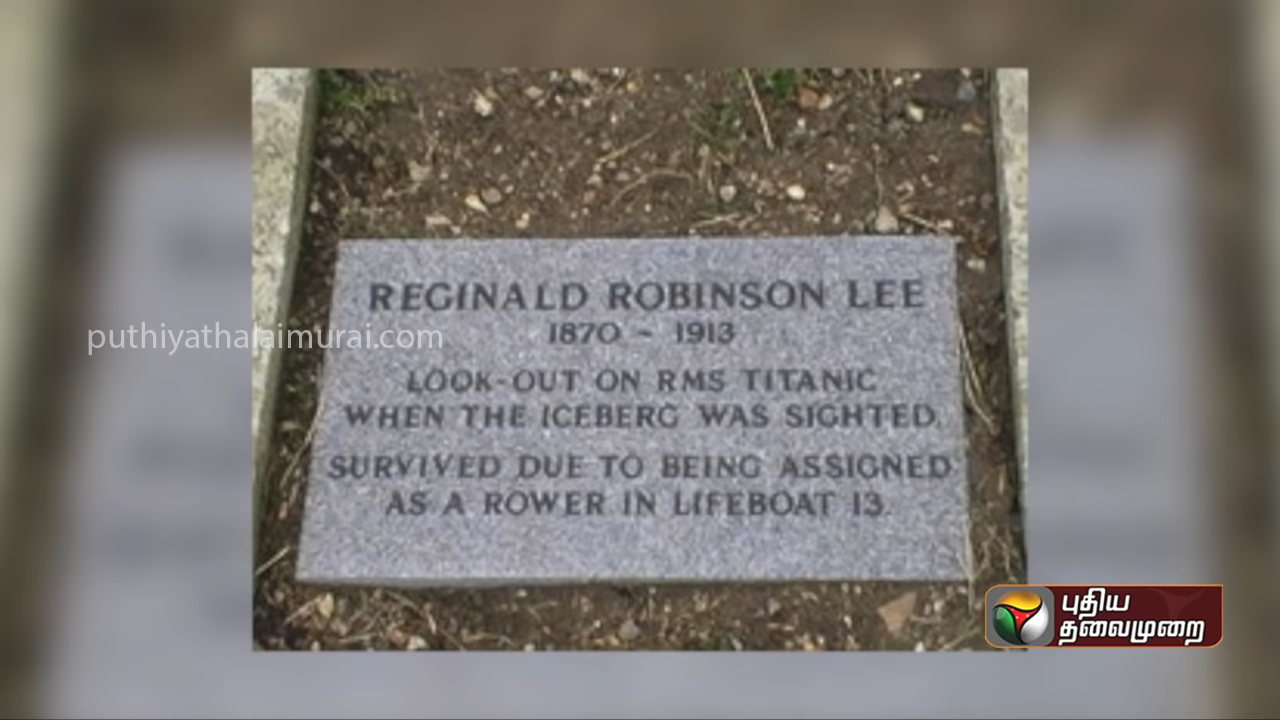 REGINALD ROBINSON LEE
1870 ~ 1913
LOOK-OUT ON RMS TITANIC
WHEN THE ICEBERG WAS SIGHTED.
SURVIVED DUE TO BEING ASSIGNED
AS A ROWER IN LIFEBOAT 13.
puthiyathalaimurai.com
புதிய
தலைமுறை